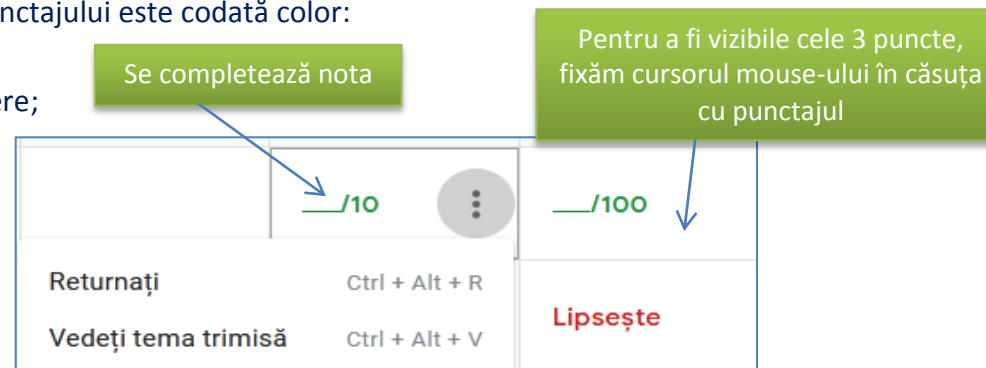 nctajului este codată color:
Se completează nota
Pentru a fi vizibile cele 3 puncte,
fixăm cursorul mouse-ului în căsuța
cu punctajul
ere;
__/10
__/100
Returnați Ctrl + Alt + R
Vedeți tema trimisă Ctrl + Alt + V
Lipsește